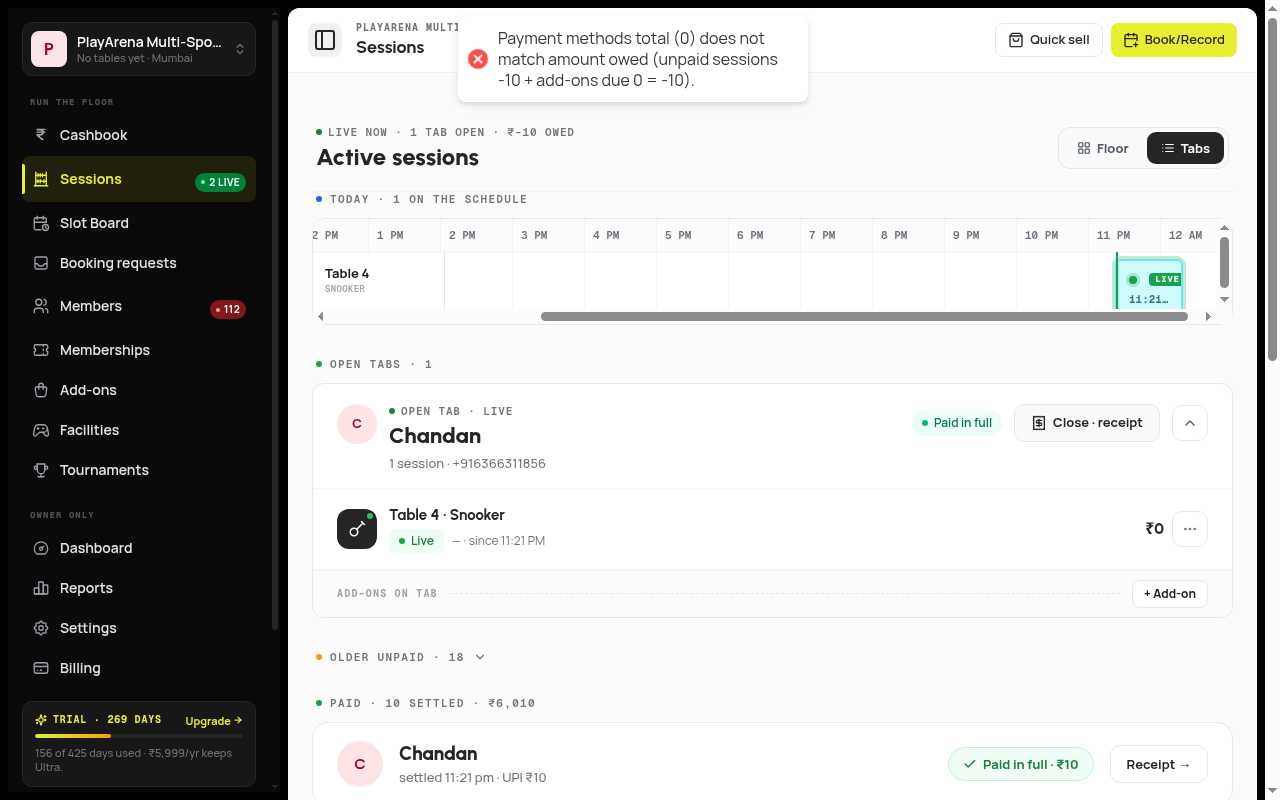 P
PlayArena Multi-Spo...
No tables yet · Mumbai
RUN THE FLOOR
Cashbook
Sessions
2 LIVE
Slot Board
Booking requests
Members
112
Memberships
Add-ons
Facilities
Tournaments
OWNER ONLY
Dashboard
Reports
Settings
Billing
TRIAL · 269 DAYS
Upgrade →
156 of 425 days used · ₹5,999/yr keeps
Ultra.
PLAYARENA MULTI
Sessions
Payment methods total (0) does not
match amount owed (unpaid sessions
-10 + add-ons due 0 = -10).
Quick sell
Book/Record
LIVE NOW · 1 TAB OPEN · ₹-10 OWED
Active sessions
Floor
Tabs
TODAY · 1 ON THE SCHEDULE
2 PM 1 PM 2 PM 3 PM 4 PM 5 PM 6 PM 7 PM 8 PM 9 PM 10 PM 11 PM 12 AM
Table 4
SNOOKER
LIVE
11:21…
OPEN TABS · 1
C
OPEN TAB · LIVE
Chandan
1 session · +916366311856
Paid in full
Close · receipt
Table 4 · Snooker
Live
— · since 11:21 PM
₹0
ADD-ONS ON TAB
+ Add-on
OLDER UNPAID · 18
PAID · 10 SETTLED · ₹6,010
C
Chandan
settled 11:21 pm · UPI ₹10
Paid in full · ₹10
Receipt →